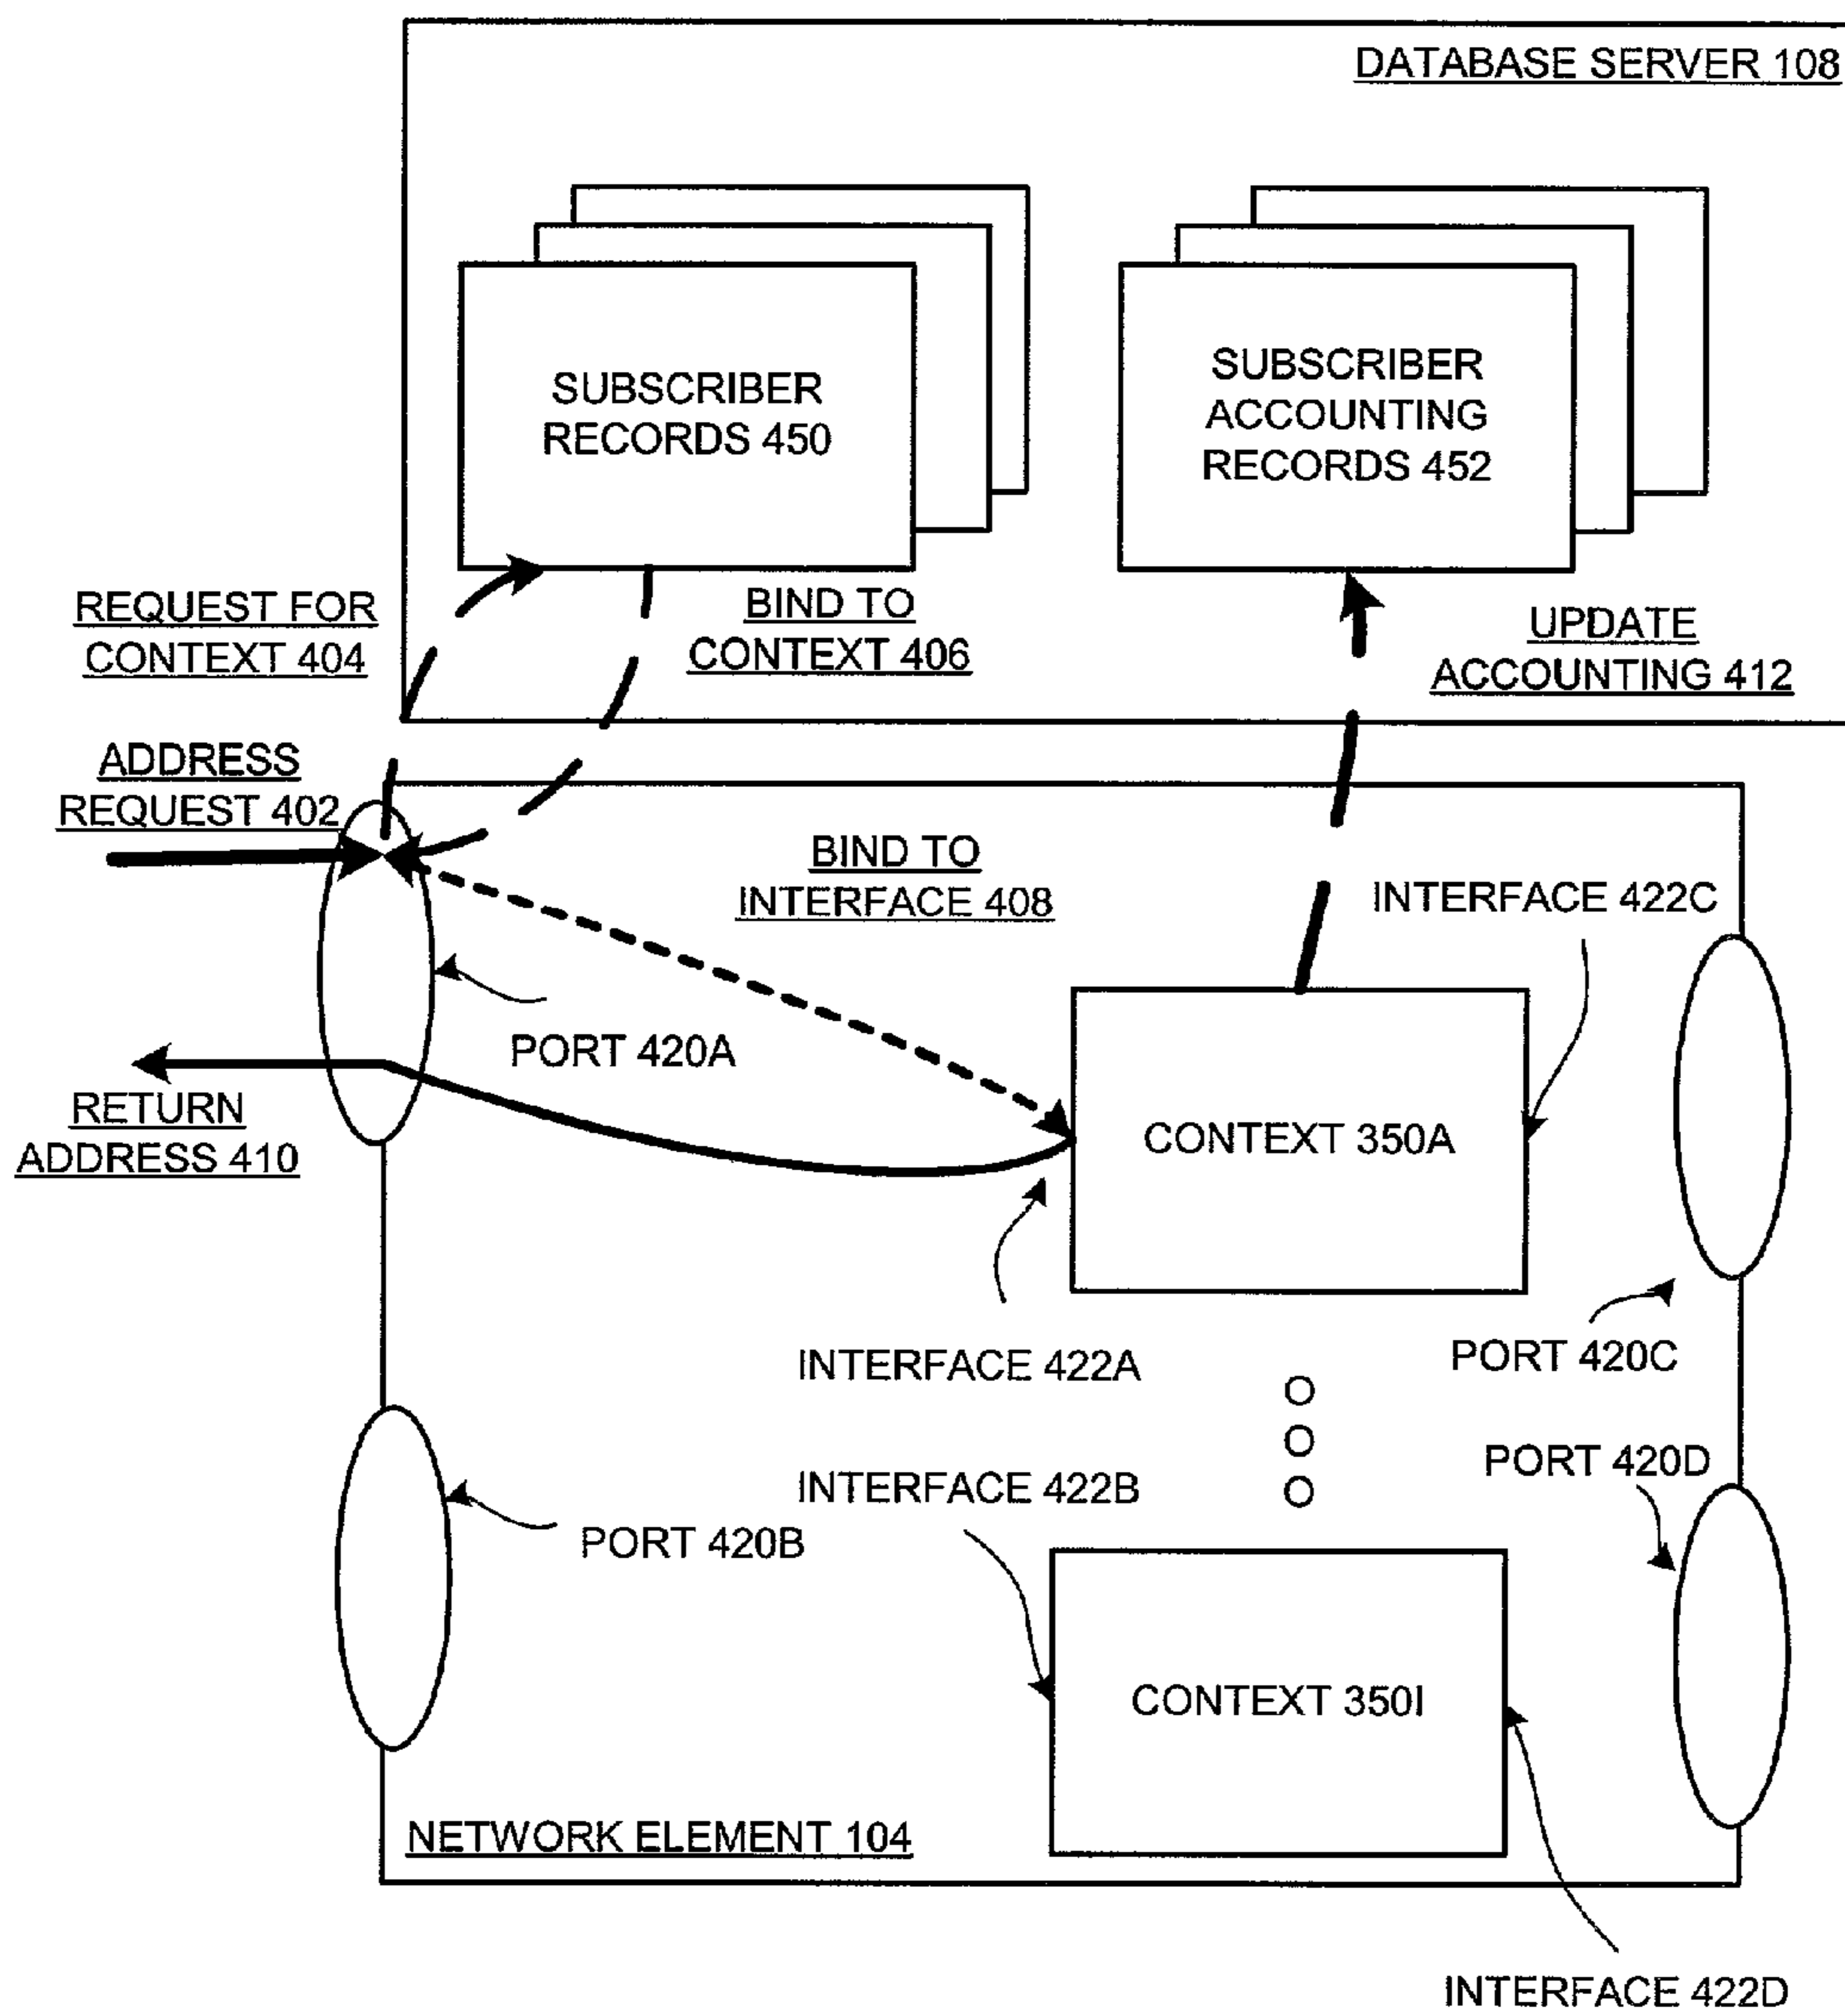 DATABASE SERVER 108
SUBSCRIBER
RECORDS 450
SUBSCRIBER
ACCOUNTING
RECORDS 452
REQUEST FOR
CONTEXT 404
BIND TO
CONTEXT 406
UPDATE
ACCOUNTING 412
ADDRESS
REQUEST 402
BIND TO
INTERFACE 408
INTERFACE 422C
PORT 420A
RETURN
ADDRESS 410
CONTEXT 350A
INTERFACE 422A
PORT 420C
PORT 420D
INTERFACE 422B
PORT 420B
CONTEXT 350I
NETWORK ELEMENT 104
INTERFACE 422D